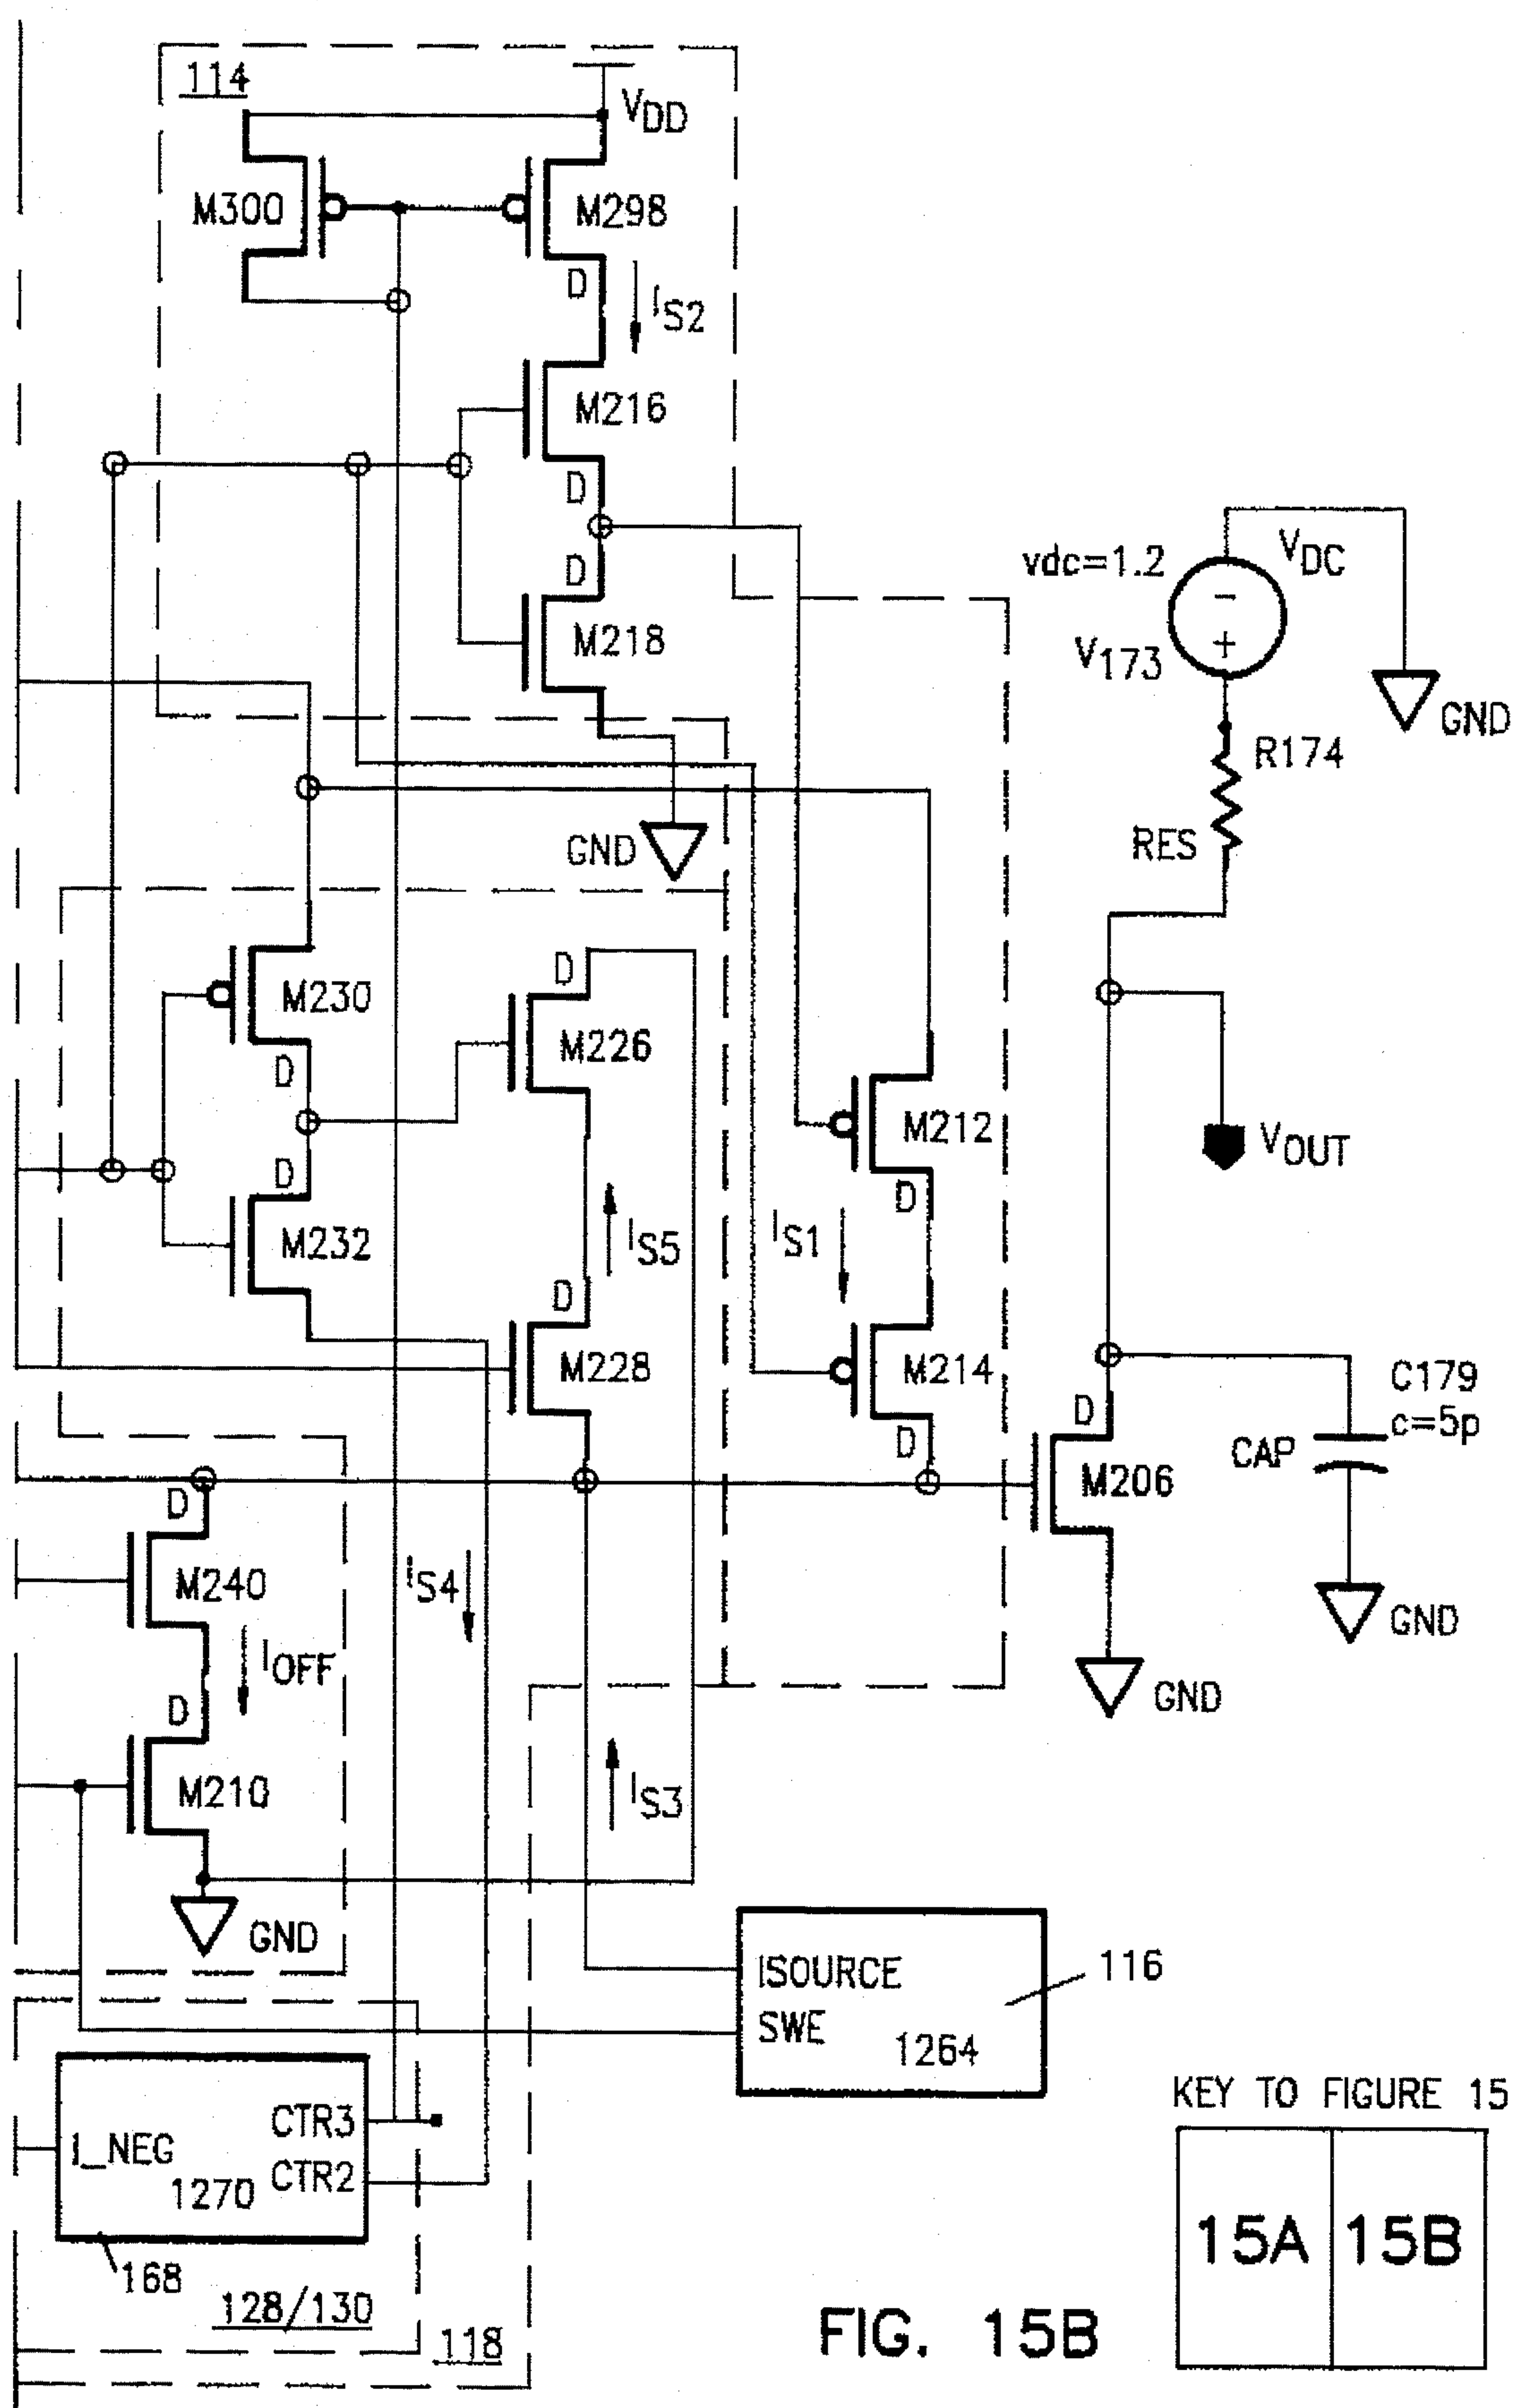 114
VDD
M300
M298
D
IS2
M216
D
D
M218
vdc=1.2
VDC
V173
GND
R174
RES
GND
D
M230
M226
D
D
M232
IS5
IS1
M212
D
VOUT
D
M228
M214
D
D
C179
c=5p
CAP
M206
GND
GND
D
M240
IS4
IOFF
D
M210
IS3
GND
ISOURCE
SWE
1264
116
CTR3
I_NEG
CTR2
1270
168
128/130
118
KEY TO FIGURE 15
15A
15B
FIG. 15B